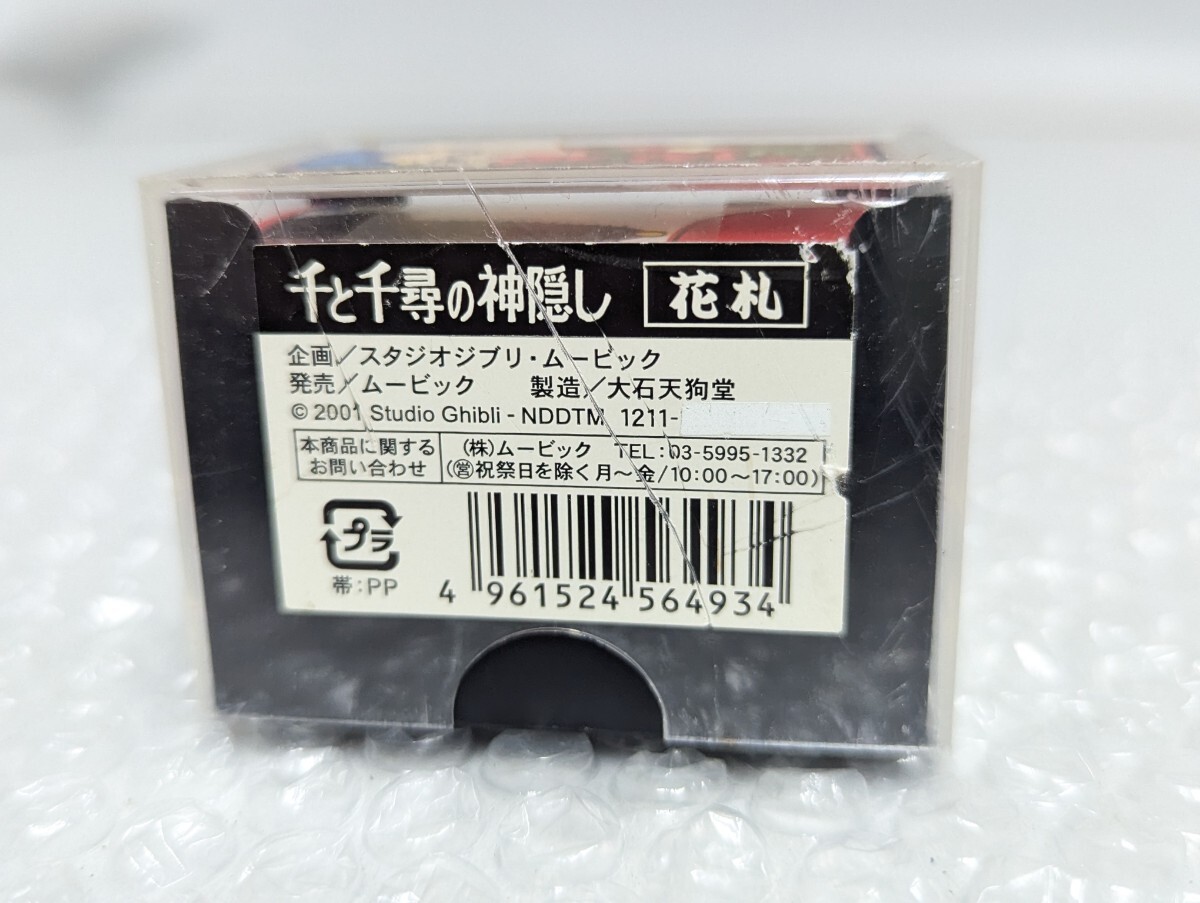 千と千尋の神隠し 花札
企画/スタジオジブリ・ムービック
発売/ムービック 製造/大石天狗堂
© 2001 Studio Ghibli - NDDTM 1211-
本商品に関する
お問い合わせ
(株)ムービック TEL:03-5995-1332
(営祝祭日を除く月～金/10:00～17:00)
プラ
帯:PP
4 961524 564934